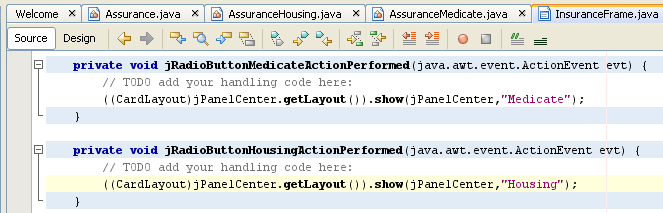 Welcome Assurance.java AssuranceHousing.java AssuranceMedicate.java InsuranceFrame.java
Source Design
private void jRadioButtonMedicateActionPerformed(java.awt.event.ActionEvent evt) {
// TODO add your handling code here:
((CardLayout)jPanelCenter.getLayout()).show(jPanelCenter,"Medicate");
}
private void jRadioButtonHousingActionPerformed(java.awt.event.ActionEvent evt) {
// TODO add your handling code here:
((CardLayout)jPanelCenter.getLayout()).show(jPanelCenter,"Housing");
}